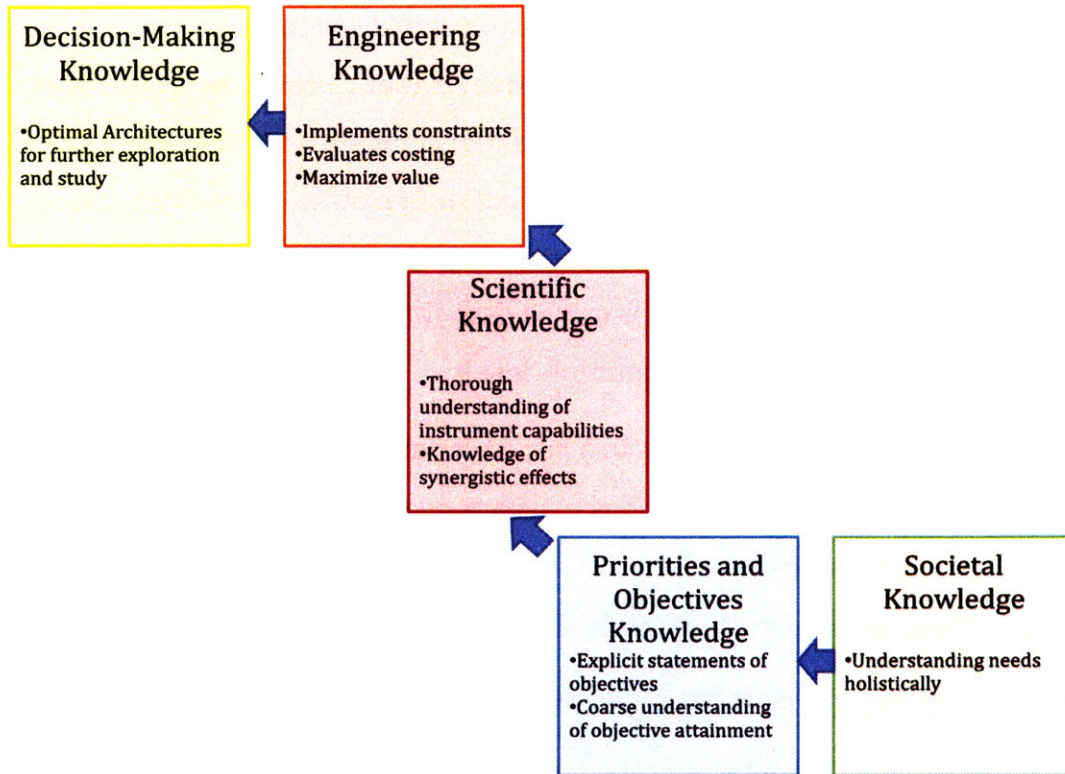 Decision-Making
Knowledge
•Optimal Architectures
for further exploration
and study
Engineering
Knowledge
•Implements constraints
•Evaluates costing
•Maximize value
Scientific
Knowledge
•Thorough
understanding of
instrument capabilities
•Knowledge of
synergistic effects
Priorities and
Objectives
Knowledge
•Explicit statements of
objectives
•Coarse understanding
of objective attainment
Societal
Knowledge
•Understanding needs
holistically